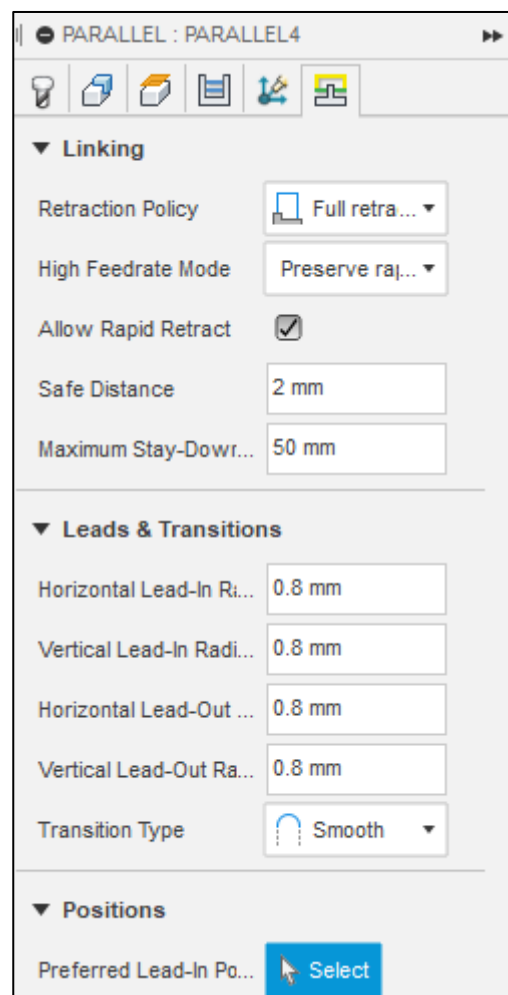 PARALLEL : PARALLEL4
Linking
Retraction Policy Full retra...
High Feedrate Mode Preserve rap...
Allow Rapid Retract
Safe Distance 2 mm
Maximum Stay-Dowr... 50 mm
Leads & Transitions
Horizontal Lead-In Ra... 0.8 mm
Vertical Lead-In Radi... 0.8 mm
Horizontal Lead-Out ... 0.8 mm
Vertical Lead-Out Ra... 0.8 mm
Transition Type Smooth
Positions
Preferred Lead-In Po... Select